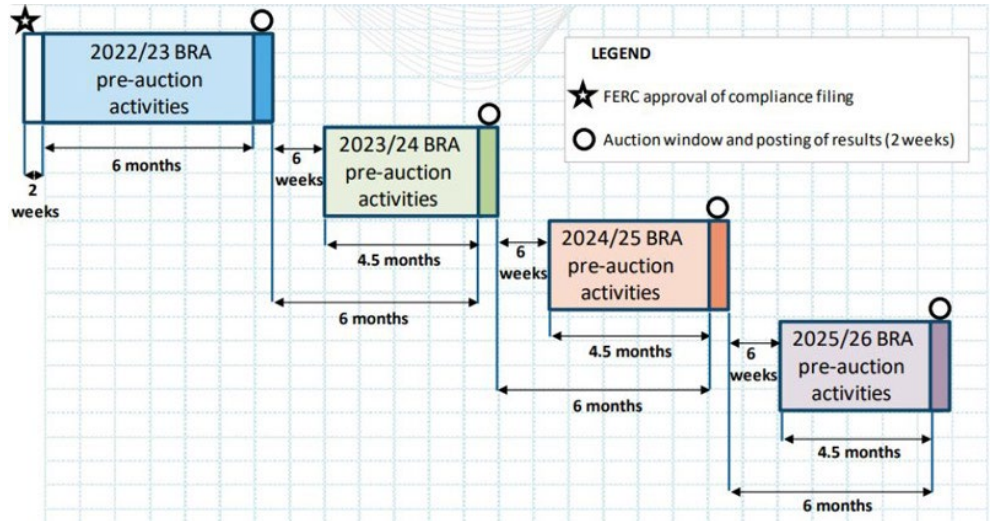 2022/23 BRA
pre-auction
activities
6 months
2
weeks
6
weeks
2023/24 BRA
pre-auction
activities
4.5 months
6 months
6
weeks
2024/25 BRA
pre-auction
activities
4.5 months
6 months
6
weeks
2025/26 BRA
pre-auction
activities
4.5 months
6 months
LEGEND
FERC approval of compliance filing
Auction window and posting of results (2 weeks)